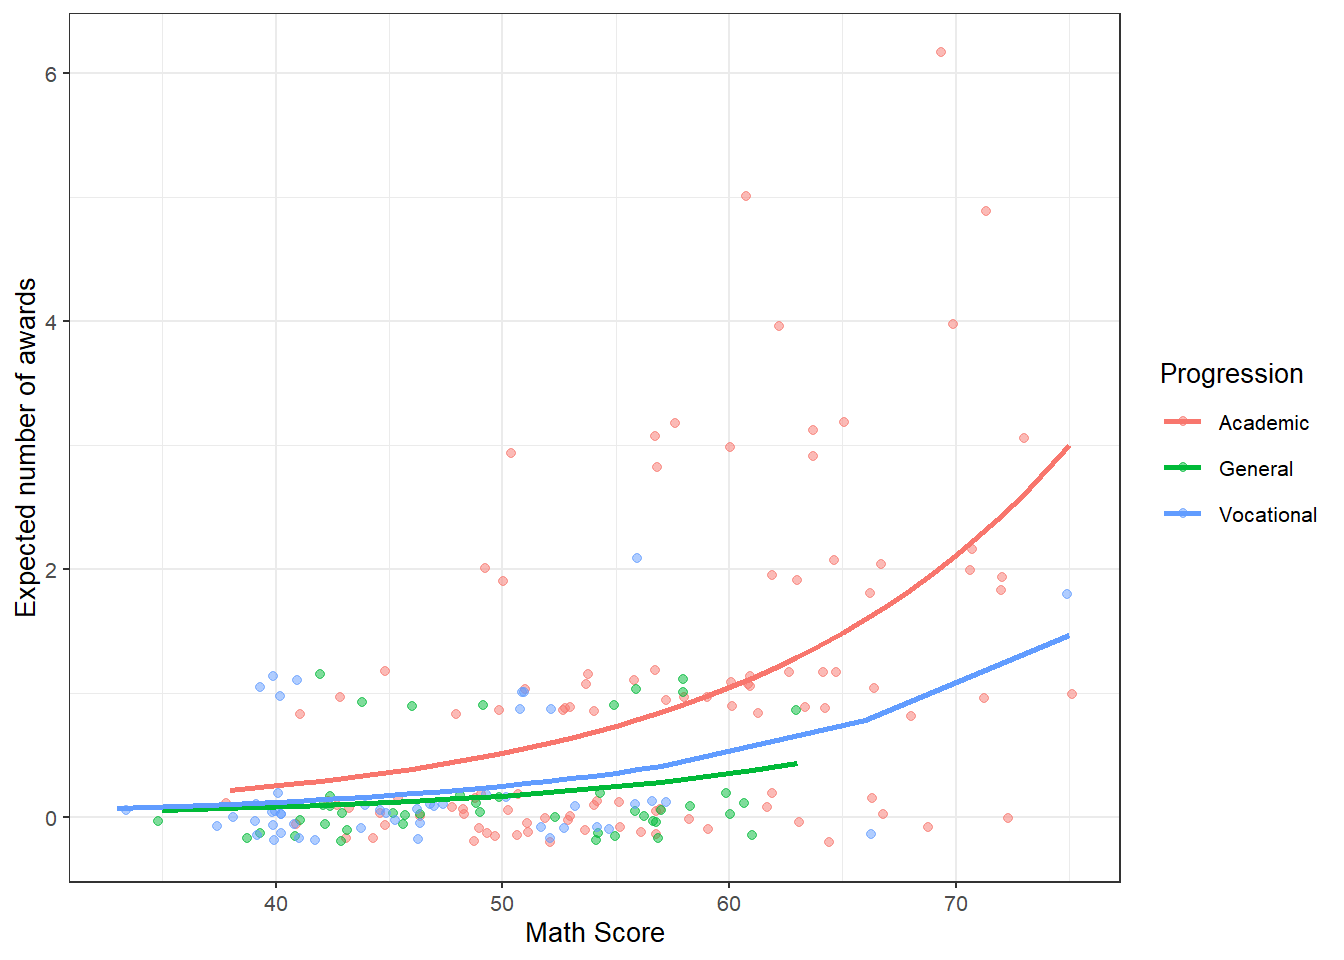 6
4
2
0
40
50
60
70
Math Score
Expected number of awards
Progression
Academic
General
Vocational